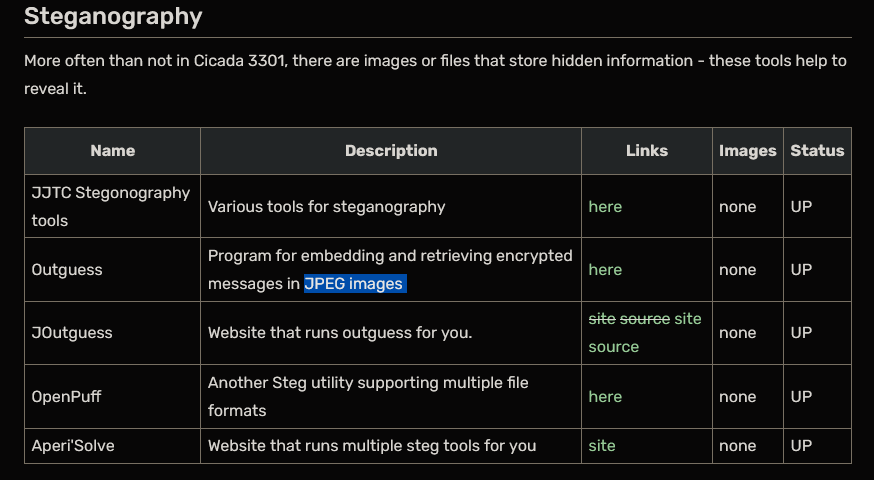 Steganography
More often than not in Cicada 3301, there are images or files that store hidden information - these tools help to
reveal it.
Name Description Links Images Status
JJTC Stegonography
tools
Various tools for steganography
here
none
UP
Outguess
Program for embedding and retrieving encrypted
messages in JPEG images
here
none
UP
JOutguess
Website that runs outguess for you.
site source site
source
none
UP
OpenPuff
Another Steg utility supporting multiple file
formats
here
none
UP
Aperi'Solve
Website that runs multiple steg tools for you
site
none
UP